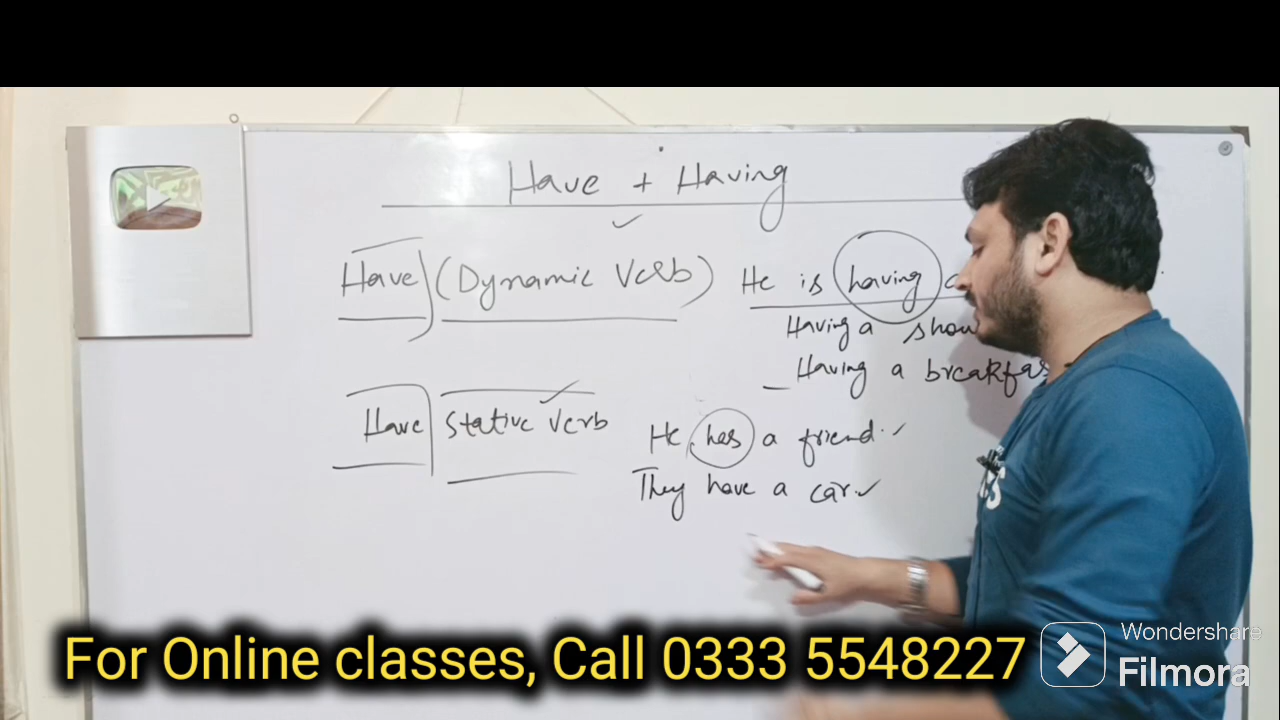 Have + Having
Have (Dynamic Verb) He is having
Having a
Having a
Have Stative Verb
He has a friend.
They have a car.
For Online classes, Call 0333 5548227
Wondershare
Filmora